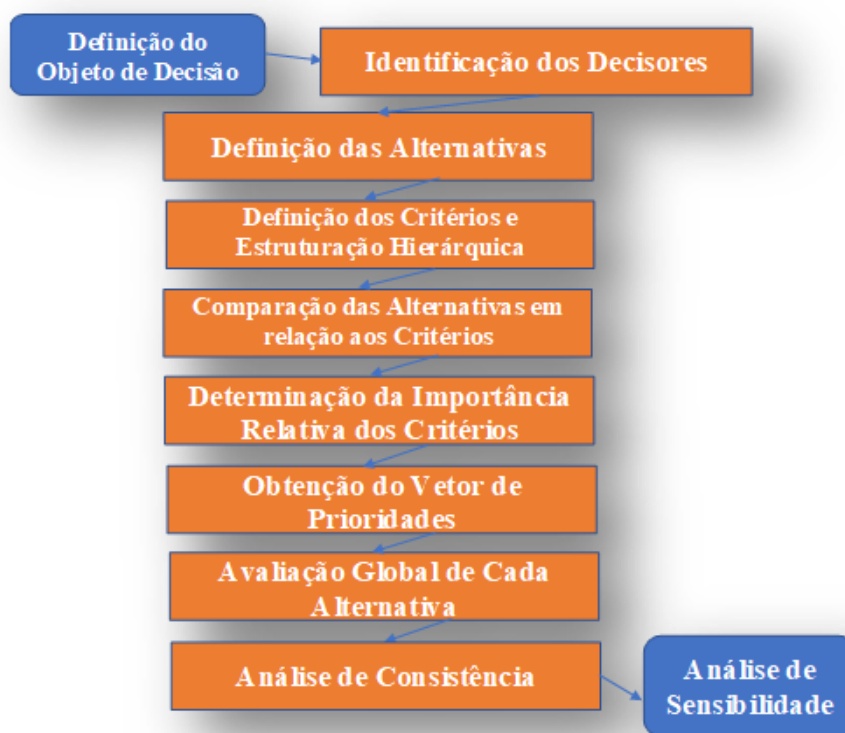 Definição do
Objeto de Decisão
Identificação dos Decisores
Definição das Alternativas
Definição dos Critérios e
Estruturação Hierárquica
Comparação das Alternativas em
relação aos Critérios
Determinação da Importância
Relativa dos Critérios
Obtenção do Vetor de
Prioridades
Avaliação Global de Cada
Alternativa
Análise de Consistência
Análise de
Sensibilidade